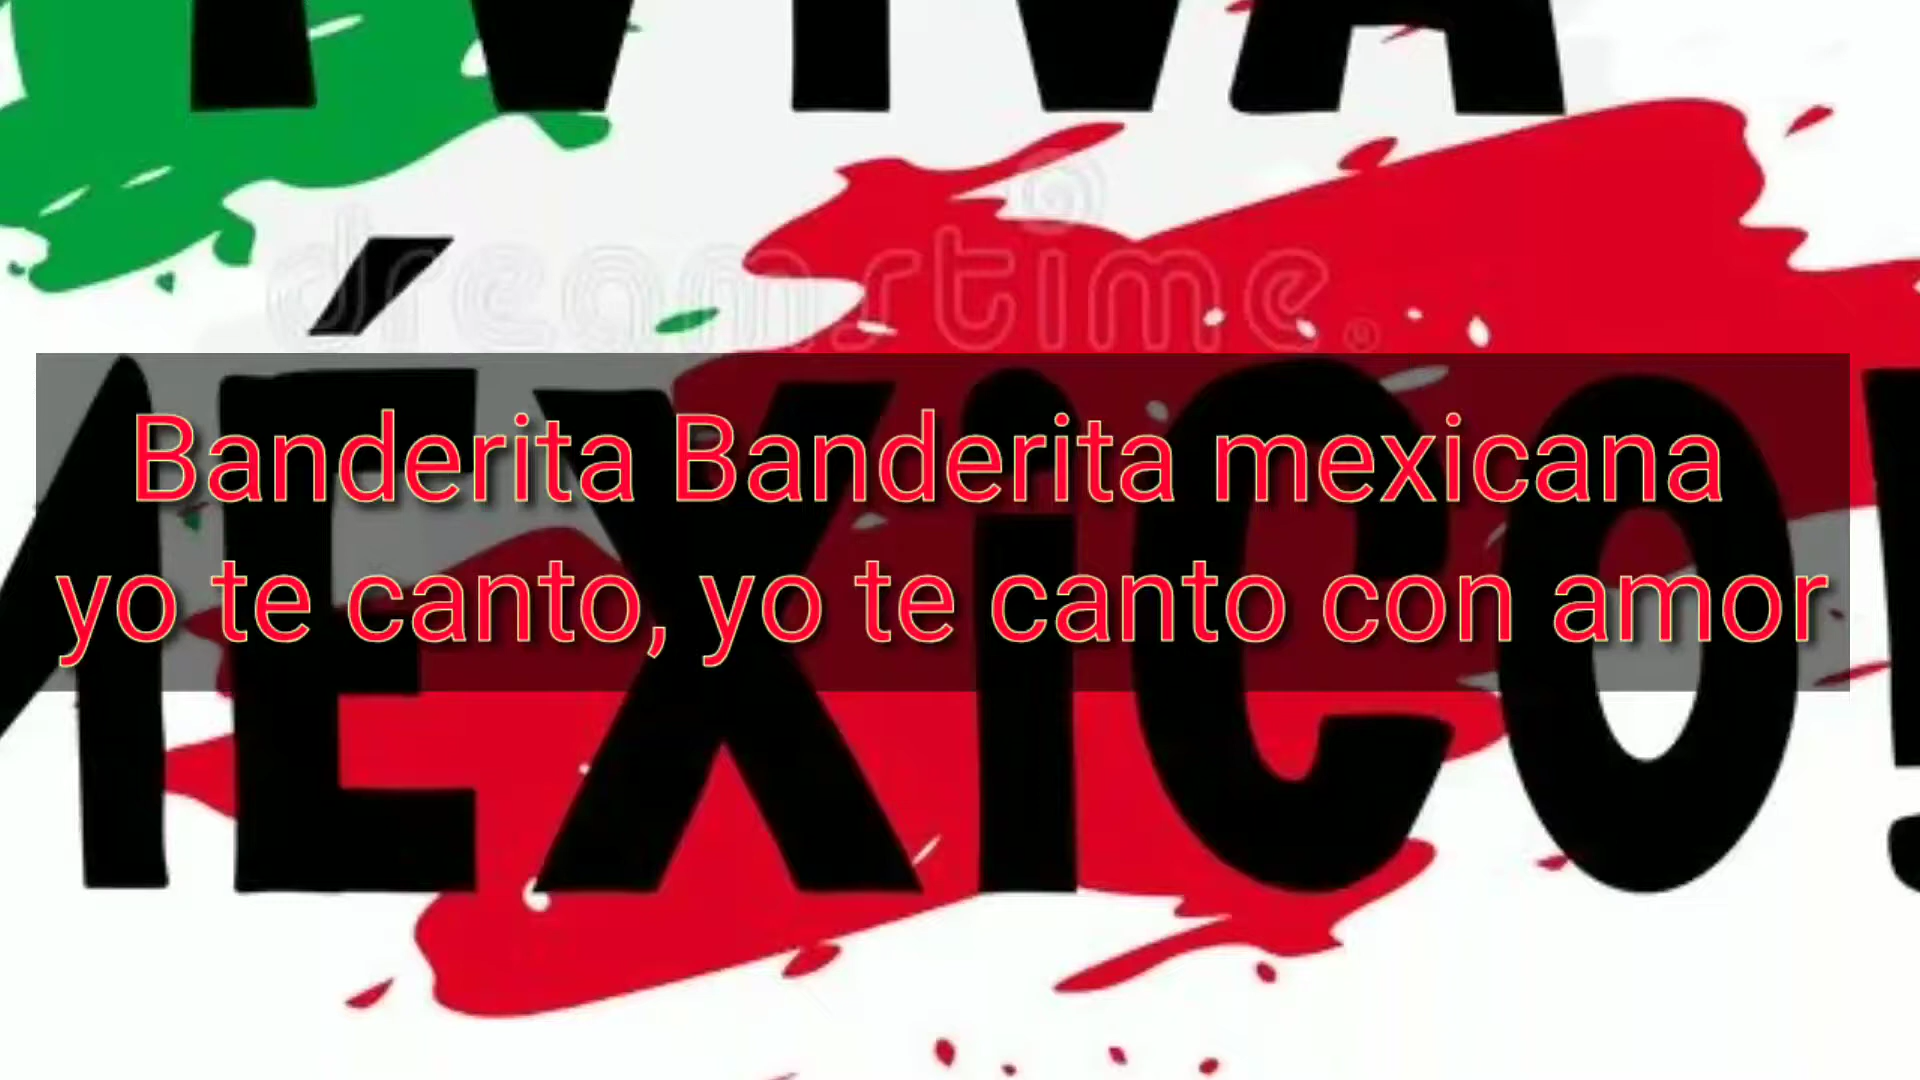 ¡VIVA
dreamstime.
MÉXiCO!
Banderita Banderita mexicana
yo te canto, yo te canto con amor